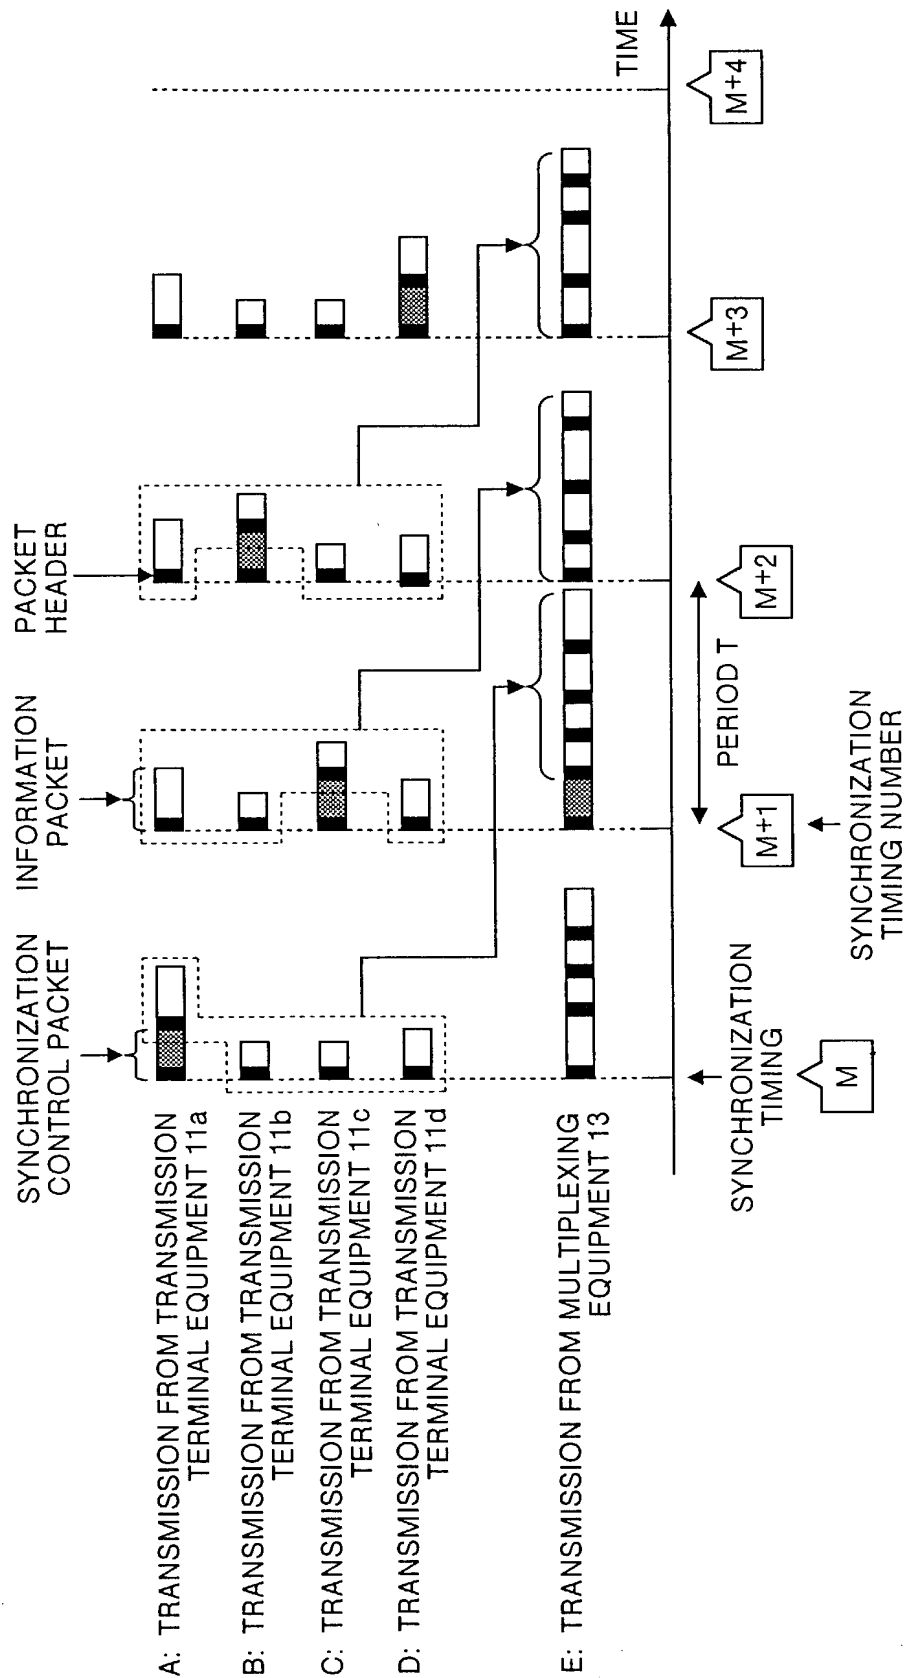 SYNCHRONIZATION
CONTROL PACKET
INFORMATION
PACKET
PACKET
HEADER
A: TRANSMISSION FROM TRANSMISSION
TERMINAL EQUIPMENT 11a
B: TRANSMISSION FROM TRANSMISSION
TERMINAL EQUIPMENT 11b
C: TRANSMISSION FROM TRANSMISSION
TERMINAL EQUIPMENT 11c
D: TRANSMISSION FROM TRANSMISSION
TERMINAL EQUIPMENT 11d
E: TRANSMISSION FROM MULTIPLEXING
EQUIPMENT 13
TIME
PERIOD T
SYNCHRONIZATION
TIMING
M
M+1
M+2
M+3
M+4
SYNCHRONIZATION
TIMING NUMBER